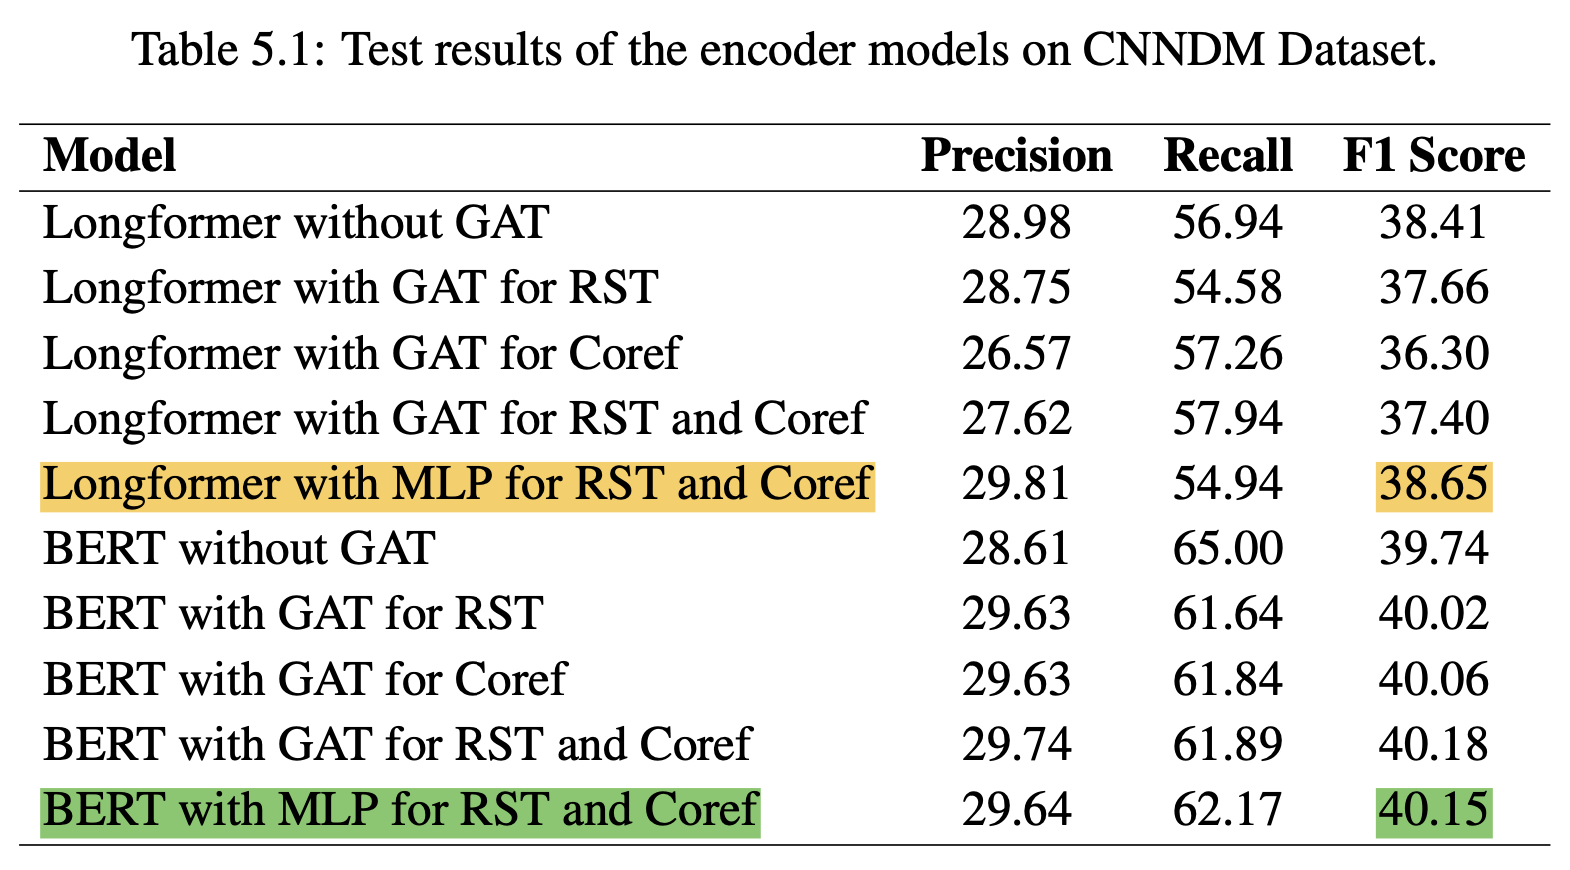 Table 5.1: Test results of the encoder models on CNNDM Dataset.
Model Precision Recall F1 Score
Longformer without GAT 28.98 56.94 38.41
Longformer with GAT for RST 28.75 54.58 37.66
Longformer with GAT for Coref 26.57 57.26 36.30
Longformer with GAT for RST and Coref 27.62 57.94 37.40
Longformer with MLP for RST and Coref 29.81 54.94 38.65
BERT without GAT 28.61 65.00 39.74
BERT with GAT for RST 29.63 61.64 40.02
BERT with GAT for Coref 29.63 61.84 40.06
BERT with GAT for RST and Coref 29.74 61.89 40.18
BERT with MLP for RST and Coref 29.64 62.17 40.15